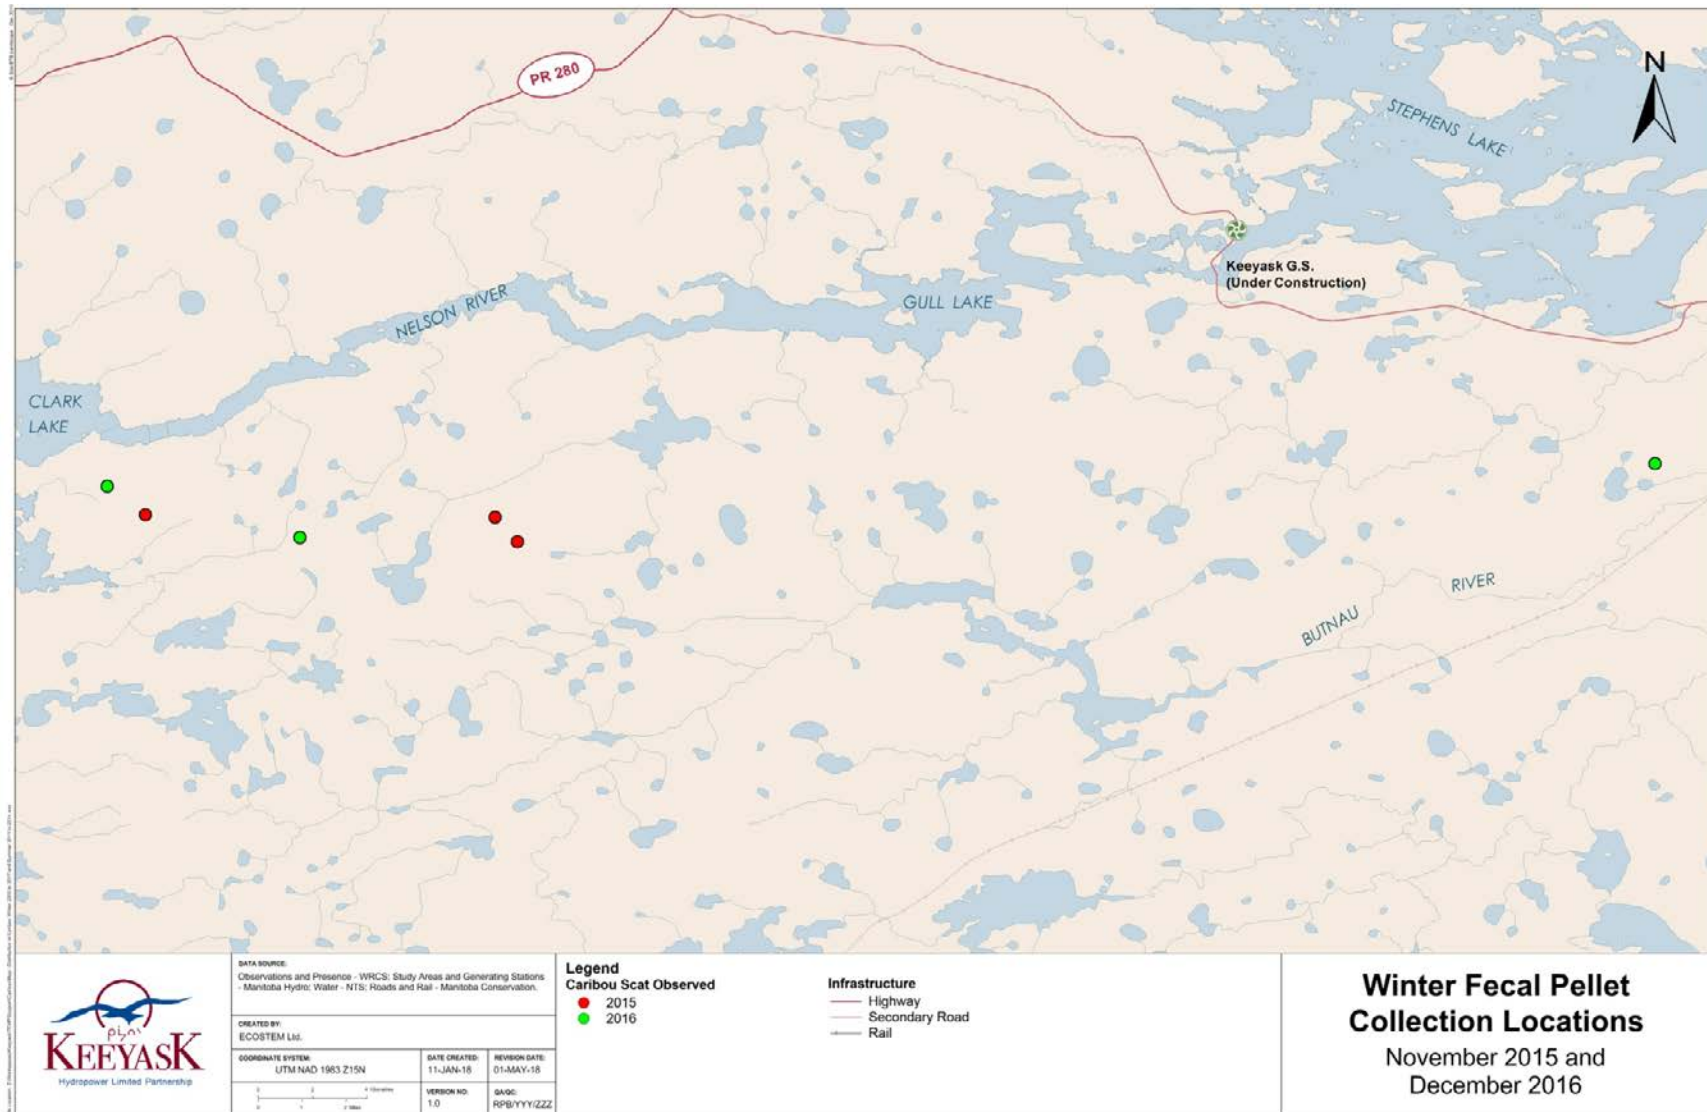 PR 280
N
STEPHENS LAKE
Keeyask G.S.
(Under Construction)
NELSON RIVER
GULL LAKE
CLARK
LAKE
BUTNAU RIVER
KEEYASK
Hydropower Limited Partnership
DATA SOURCE:
Observations and Presence - WRCS; Study Areas and Generating Stations
- Manitoba Hydro; Water - NTS; Roads and Rail - Manitoba Conservation.
CREATED BY:
ECOSTEM Ltd.
COORDINATE SYSTEM:
UTM NAD 1983 Z15N
DATE CREATED:
11-JAN-18
REVISION DATE:
01-MAY-18
VERSION NO:
1.0
QA/QC:
RPB/YYY/ZZZ
Legend
Caribou Scat Observed
2015
2016
Infrastructure
Highway
Secondary Road
Rail
Winter Fecal Pellet
Collection Locations
November 2015 and
December 2016